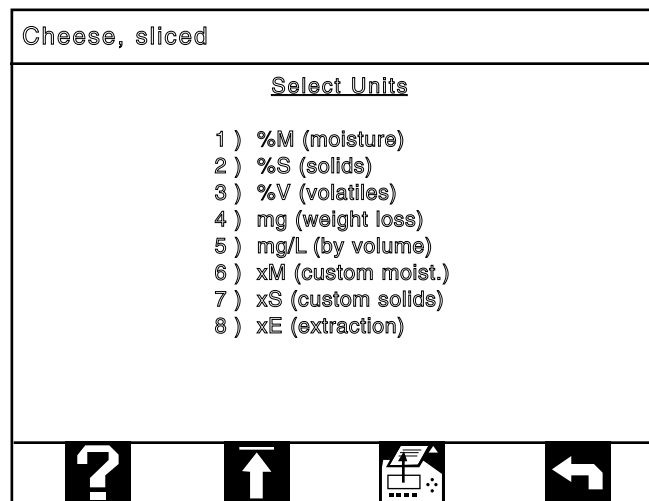 Cheese, sliced
Select Units
1 ) %M (moisture)
2 ) %S (solids)
3 ) %V (volatiles)
4 ) mg (weight loss)
5 ) mg/L (by volume)
6 ) xM (custom moist.)
7 ) xS (custom solids)
8 ) xE (extraction)
?